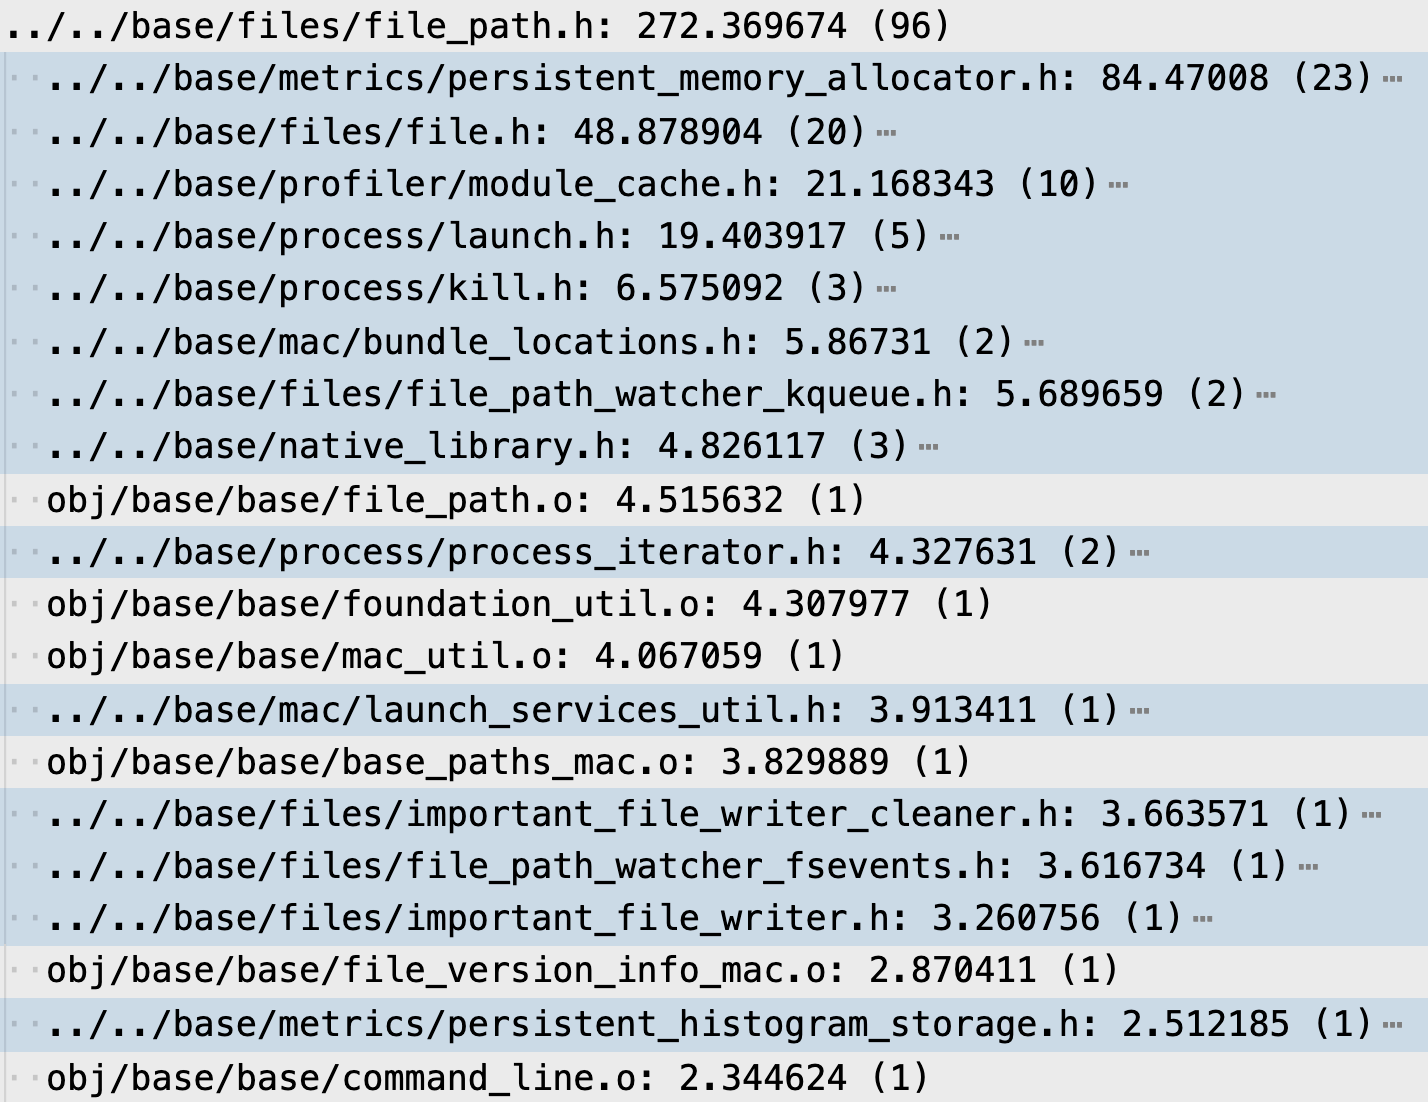 ../../base/files/file_path.h: 272.369674 (96)
../../base/metrics/persistent_memory_allocator.h: 84.47008 (23)
../../base/files/file.h: 48.878904 (20)
../../base/profiler/module_cache.h: 21.168343 (10)
../../base/process/launch.h: 19.403917 (5)
../../base/process/kill.h: 6.575092 (3)
../../base/mac/bundle_locations.h: 5.86731 (2)
../../base/files/file_path_watcher_kqueue.h: 5.689659 (2)
../../base/native_library.h: 4.826117 (3)
obj/base/base/file_path.o: 4.515632 (1)
../../base/process/process_iterator.h: 4.327631 (2)
obj/base/base/foundation_util.o: 4.307977 (1)
obj/base/base/mac_util.o: 4.067059 (1)
../../base/mac/launch_services_util.h: 3.913411 (1)
obj/base/base/base_paths_mac.o: 3.829889 (1)
../../base/files/important_file_writer_cleaner.h: 3.663571 (1)
../../base/files/file_path_watcher_fsevents.h: 3.616734 (1)
../../base/files/important_file_writer.h: 3.260756 (1)
obj/base/base/file_version_info_mac.o: 2.870411 (1)
../../base/metrics/persistent_histogram_storage.h: 2.512185 (1)
obj/base/base/command_line.o: 2.344624 (1)